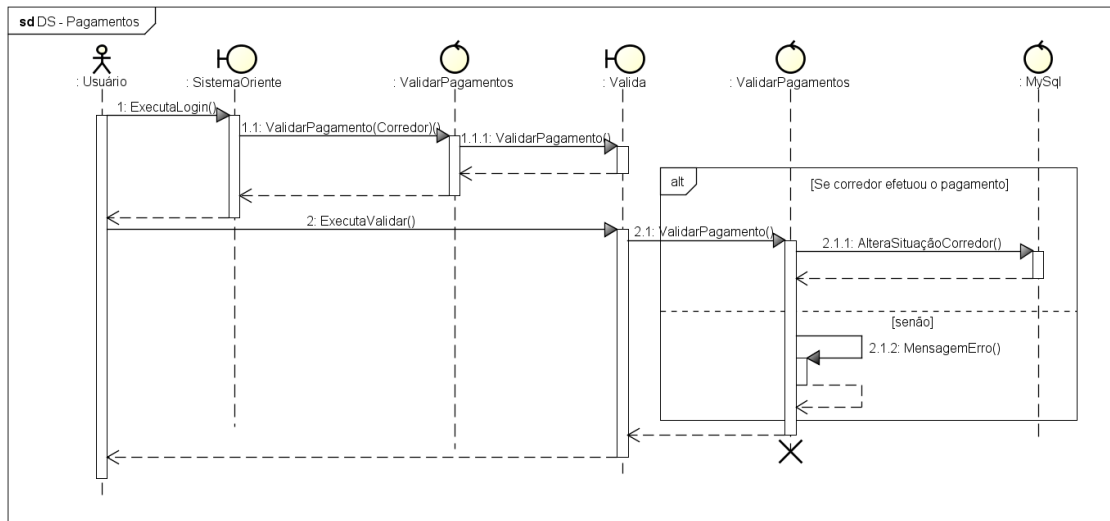 sd DS - Pagamentos
: Usuário
: SistemaOriente
: ValidarPagamentos
: Valida
: ValidarPagamentos
: MySql
1: ExecutaLogin()
1.1: ValidarPagamento(Corredor)()
1.1.1: ValidarPagamento()
alt
[Se corredor efetuou o pagamento]
2: ExecutaValidar()
2.1: ValidarPagamento()
2.1.1: AlteraSituaçãoCorredor()
[senão]
2.1.2: MensagemErro()